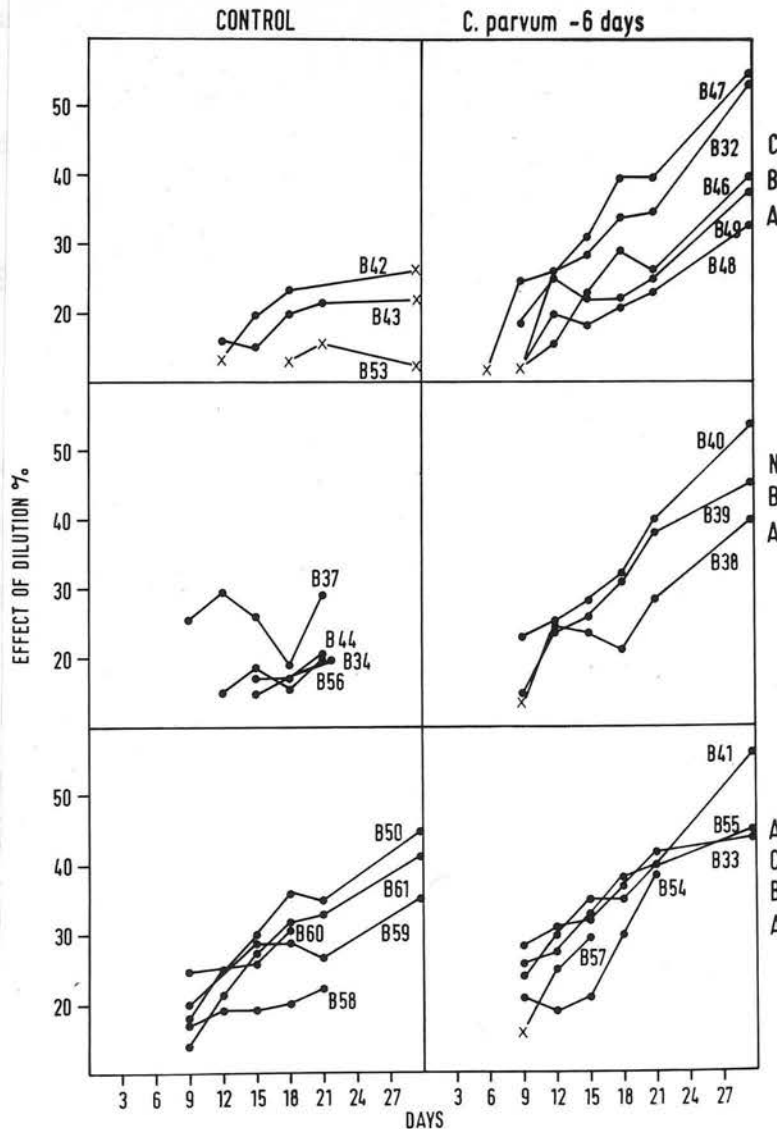 CONTROL
C. parvum -6 days
50
40
30
20
B42
B43
B53
B47
B32
B46
B49
B48
C
B
A
EFFECT OF DILUTION %
50
40
30
20
B37
B44
B34
B56
B40
B39
B38
N
B
A
50
40
30
20
B50
B61
B60
B59
B58
B41
B55
B33
B54
B57
A
C
B
A
3 6 9 12 15 18 21 24 27 3 6 9 12 15 18 21 24 27
DAYS